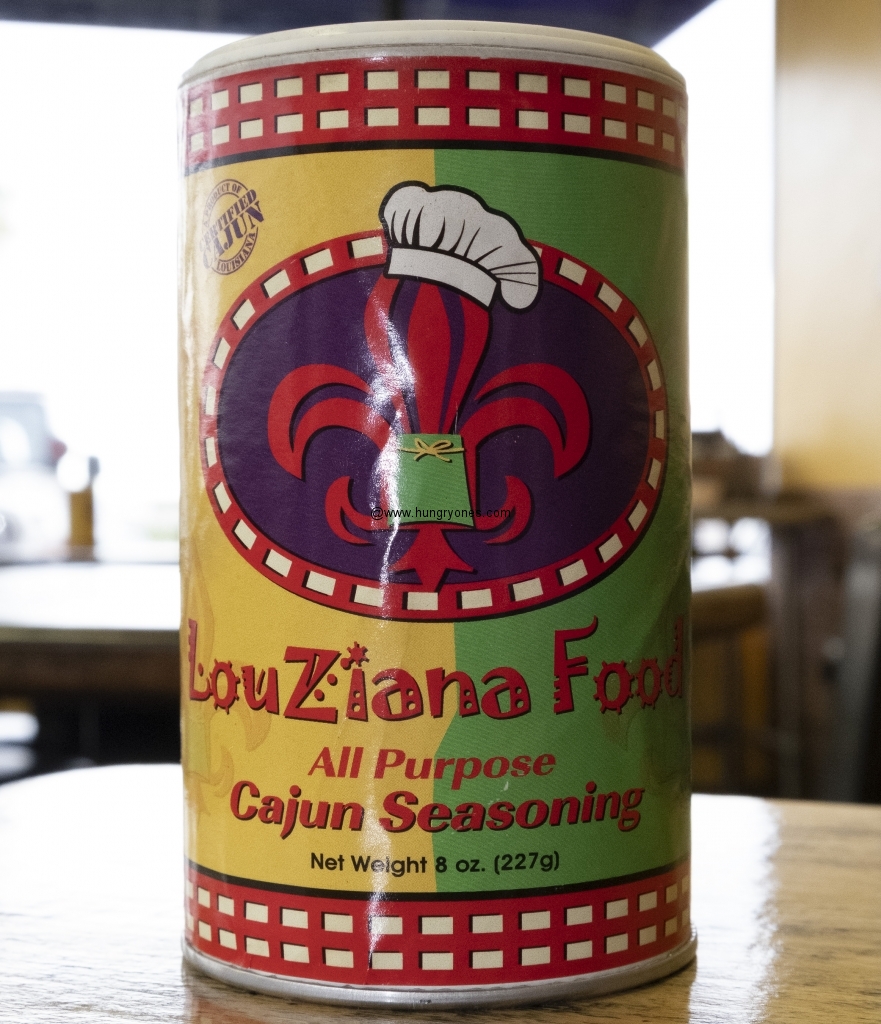 PRODUCT OF
CERTIFIED
CAJUN
LOUISIANA
©www.hungryones.com
LouZiana Food
All Purpose
Cajun Seasoning
Net Weight 8 oz. (227g)